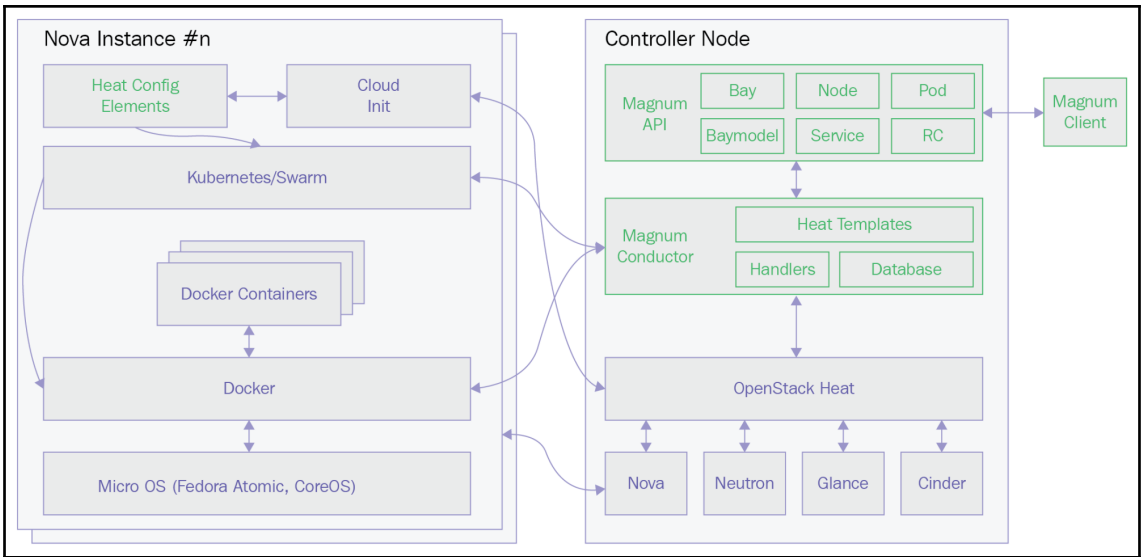 Nova Instance #n
Heat Config
Elements
Cloud
Init
Kubernetes/Swarm
Docker Containers
Docker
Micro OS (Fedora Atomic, CoreOS)
Controller Node
Magnum
API
Bay
Node
Pod
Baymodel
Service
RC
Magnum
Client
Magnum
Conductor
Heat Templates
Handlers
Database
OpenStack Heat
Nova
Neutron
Glance
Cinder